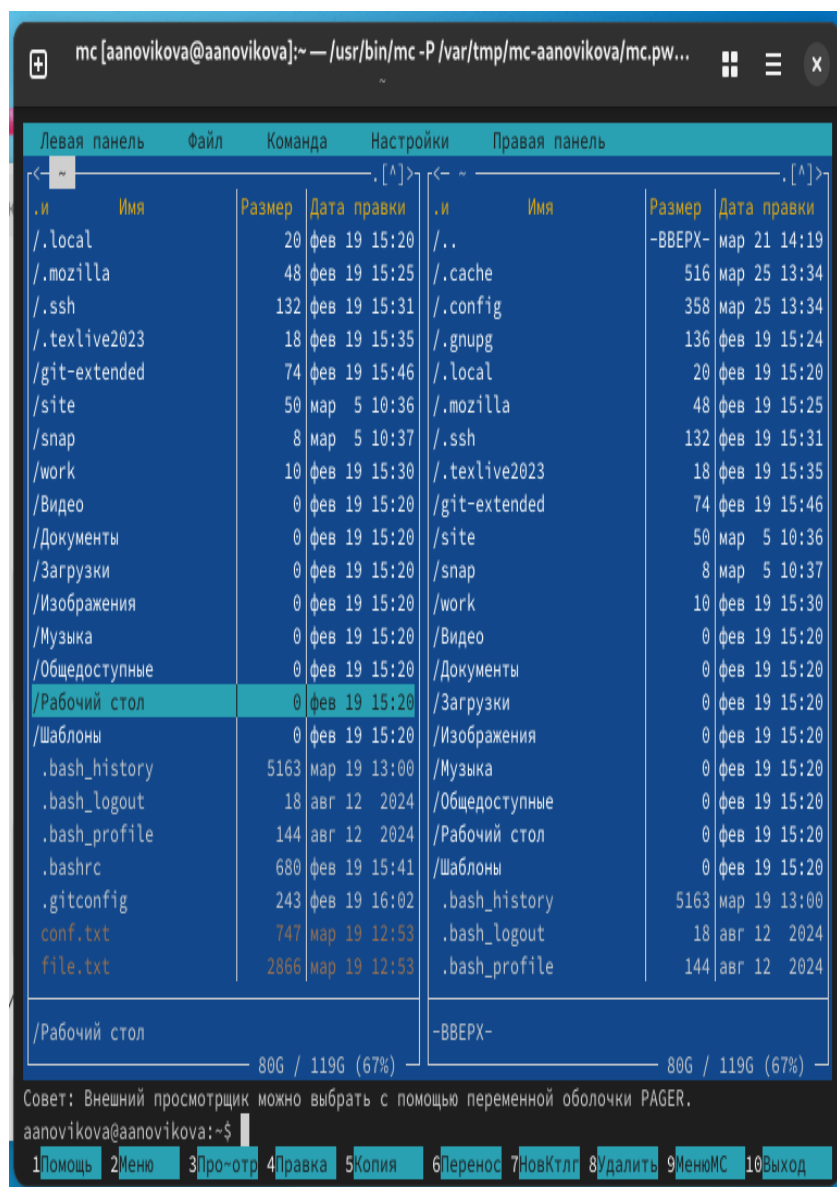 mc [aanovikova@aanovikova]:~ — /usr/bin/mc -P /var/tmp/mc-aanovikova/mc.pw...
~
Левая панель Файл Команда Настройки Правая панель
<- ~ .[^]> <- ~ .[^]>
.и Имя Размер Дата правки .и Имя Размер Дата правки
/.local 20 фев 19 15:20 /.. -ВВЕРХ- мар 21 14:19
/.mozilla 48 фев 19 15:25 /.cache 516 мар 25 13:34
/.ssh 132 фев 19 15:31 /.config 358 мар 25 13:34
/.texlive2023 18 фев 19 15:35 /.gnupg 136 фев 19 15:24
/git-extended 74 фев 19 15:46 /.local 20 фев 19 15:20
/site 50 мар 5 10:36 /.mozilla 48 фев 19 15:25
/snap 8 мар 5 10:37 /.ssh 132 фев 19 15:31
/work 10 фев 19 15:30 /.texlive2023 18 фев 19 15:35
/Видео 0 фев 19 15:20 /git-extended 74 фев 19 15:46
/Документы 0 фев 19 15:20 /site 50 мар 5 10:36
/Загрузки 0 фев 19 15:20 /snap 8 мар 5 10:37
/Изображения 0 фев 19 15:20 /work 10 фев 19 15:30
/Музыка 0 фев 19 15:20 /Видео 0 фев 19 15:20
/Общедоступные 0 фев 19 15:20 /Документы 0 фев 19 15:20
/Рабочий стол 0 фев 19 15:20 /Загрузки 0 фев 19 15:20
/Шаблоны 0 фев 19 15:20 /Изображения 0 фев 19 15:20
.bash_history 5163 мар 19 13:00 /Музыка 0 фев 19 15:20
.bash_logout 18 авг 12 2024 /Общедоступные 0 фев 19 15:20
.bash_profile 144 авг 12 2024 /Рабочий стол 0 фев 19 15:20
.bashrc 680 фев 19 15:41 /Шаблоны 0 фев 19 15:20
.gitconfig 243 фев 19 16:02 .bash_history 5163 мар 19 13:00
conf.txt 747 мар 19 12:53 .bash_logout 18 авг 12 2024
file.txt 2866 мар 19 12:53 .bash_profile 144 авг 12 2024
/Рабочий стол -ВВЕРХ-
80G / 119G (67%) 80G / 119G (67%)
Совет: Внешний просмотрщик можно выбрать с помощью переменной оболочки PAGER.
aanovikova@aanovikova:~$
1Помощь 2Меню 3Про~отр 4Правка 5Копия 6Перенос 7НовКтлг 8Удалить 9МенюМС 10Выход